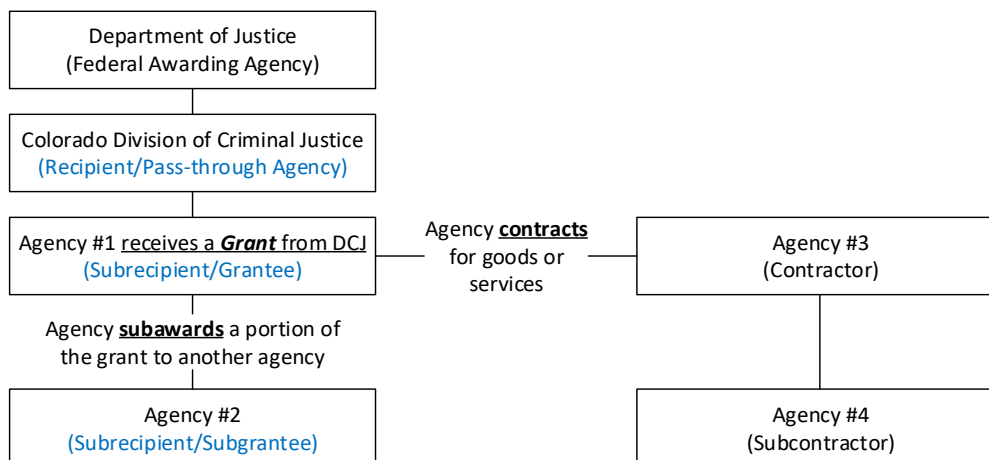 Department of Justice
(Federal Awarding Agency)
Colorado Division of Criminal Justice
(Recipient/Pass-through Agency)
Agency #1 receives a Grant from DCJ
(Subrecipient/Grantee)
Agency contracts
for goods or
services
Agency #3
(Contractor)
Agency subawards a portion of
the grant to another agency
Agency #2
(Subrecipient/Subgrantee)
Agency #4
(Subcontractor)